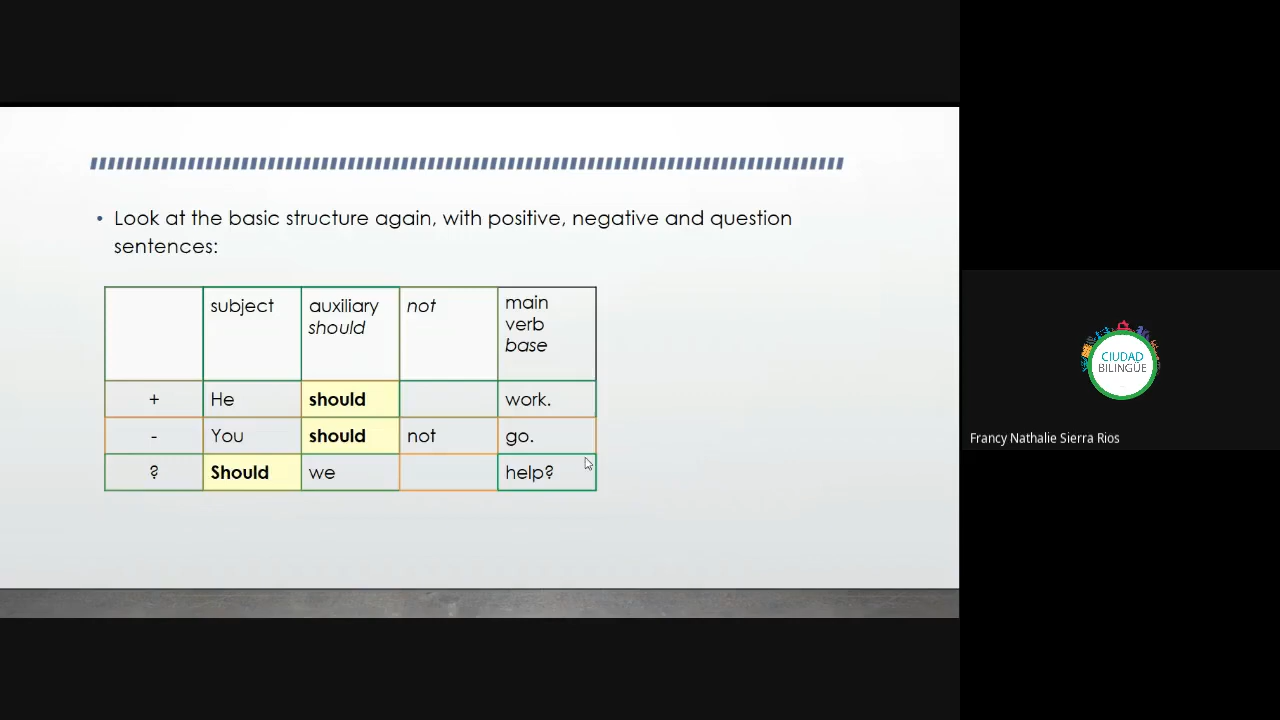 • Look at the basic structure again, with positive, negative and question
sentences:
subject auxiliary should not main verb base
+ He should work.
- You should not go.
? Should we help?
CIUDAD
BILINGÜE
Francy Nathalie Sierra Rios